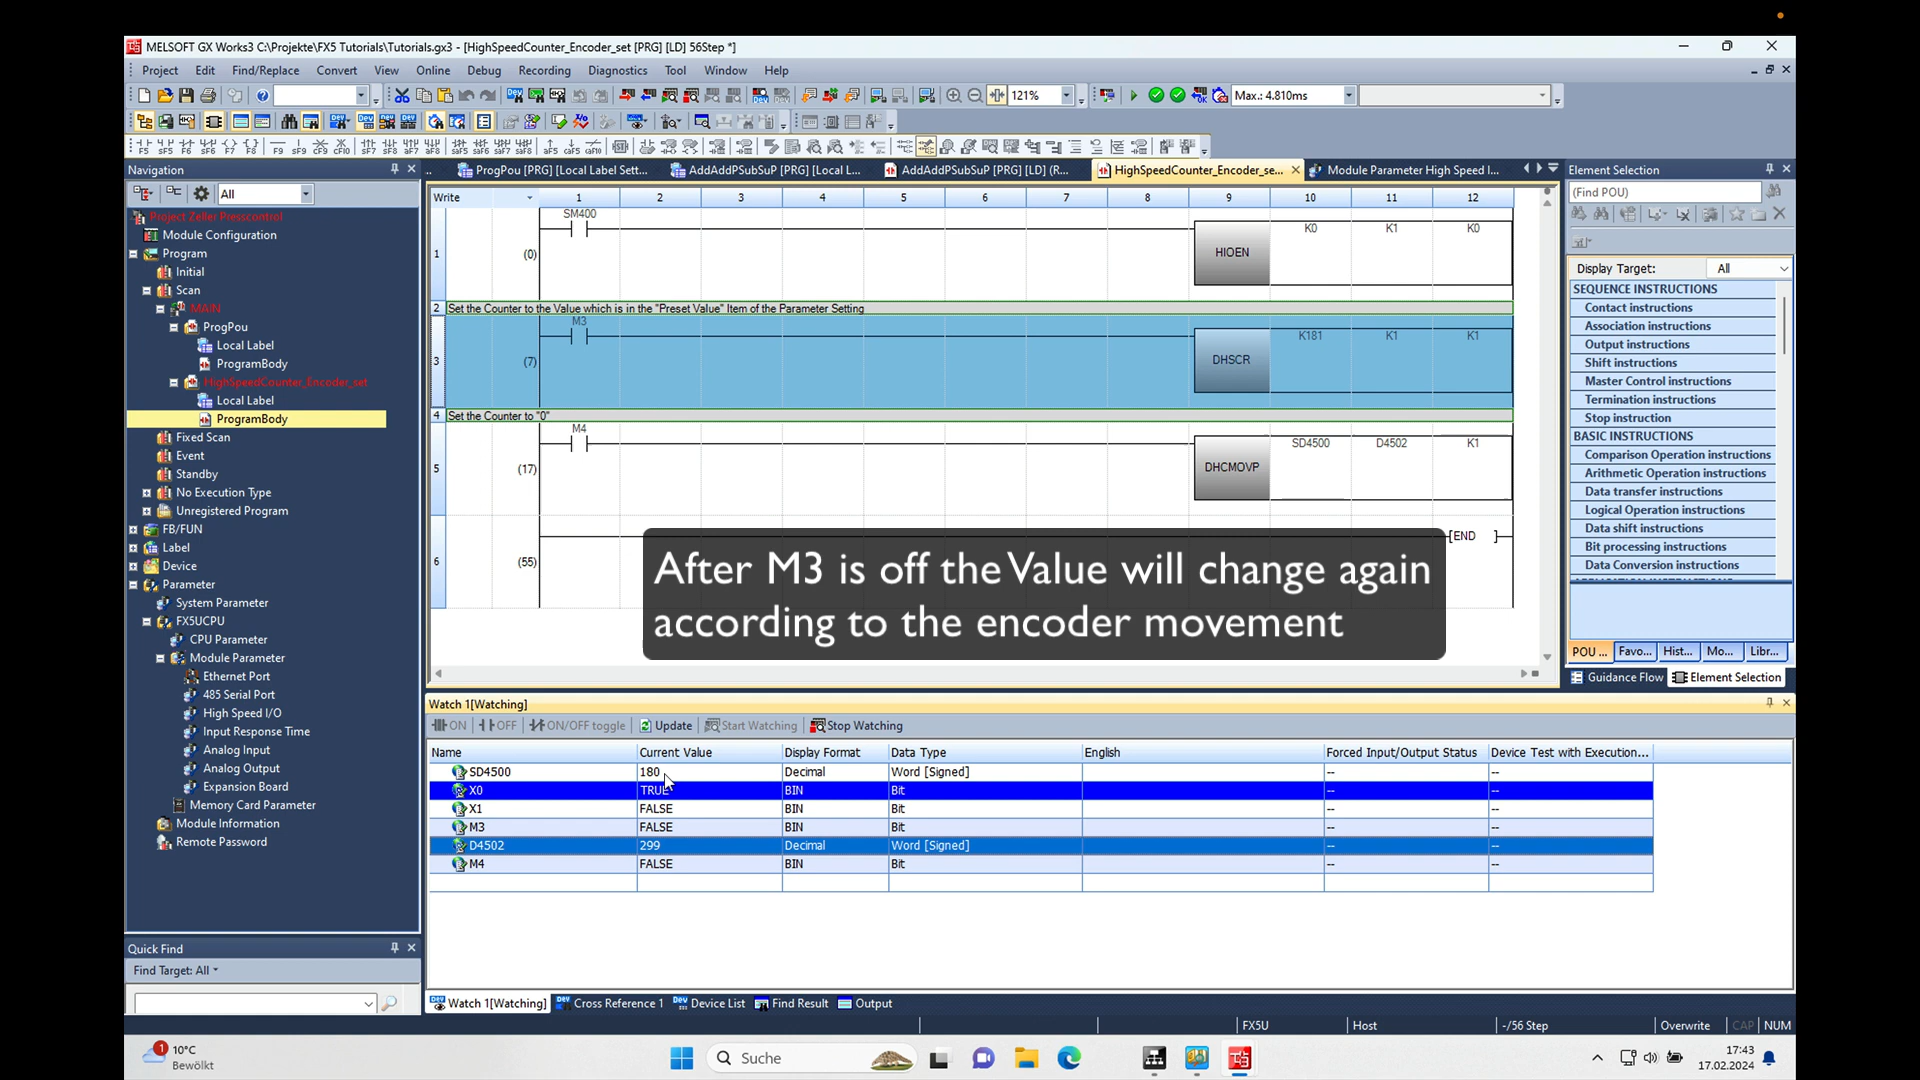 MELSOFT GX Works3 C:\Projekte\FX5 Tutorials\Tutorials.gx3 - [HighSpeedCounter_Encoder_set [PRG] [LD] 56Step *]
Project Edit Find/Replace Convert View Online Debug Recording Diagnostics Tool Window Help
121% Max.: 4.810ms
Navigation
All
Project Zeller Presscontrol
Module Configuration
Program
Initial
Scan
MAIN
ProgPou
Local Label
ProgramBody
HighSpeedCounter_Encoder_set
Local Label
ProgramBody
Fixed Scan
Event
Standby
No Execution Type
Unregistered Program
FB/FUN
Label
Device
Parameter
System Parameter
FX5UCPU
CPU Parameter
Module Parameter
Ethernet Port
485 Serial Port
High Speed I/O
Input Response Time
Analog Input
Analog Output
Expansion Board
Memory Card Parameter
Module Information
Remote Password
Quick Find
Find Target: All
ProgPou [PRG] [Local Label Sett... AddAddPSubSuP [PRG] [Local L... AddAddPSubSuP [PRG] [LD] (R... HighSpeedCounter_Encoder_se... Module Parameter High Speed I...
Write 1 2 3 4 5 6 7 8 9 10 11 12
SM400
1 (0) HIOEN K0 K1 K0
2 Set the Counter to the Value which is in the "Preset Value" Item of the Parameter Setting
M3
3 (7) DHSCR K181 K1 K1
4 Set the Counter to "0"
M4
5 (17) DHCMOVP SD4500 D4502 K1
6 (55) [END ]
After M3 is off the Value will change again
according to the encoder movement
Element Selection
(Find POU)
Display Target: All
SEQUENCE INSTRUCTIONS
Contact instructions
Association instructions
Output instructions
Shift instructions
Master Control instructions
Termination instructions
Stop instruction
BASIC INSTRUCTIONS
Comparison Operation instructions
Arithmetic Operation instructions
Data transfer instructions
Logical Operation instructions
Data shift instructions
Bit processing instructions
Data Conversion instructions
POU ... Favo... Hist... Mo... Libr...
Guidance Flow Element Selection
Watch 1[Watching]
ON OFF ON/OFF toggle Update Start Watching Stop Watching
Name Current Value Display Format Data Type English Forced Input/Output Status Device Test with Execution...
SD4500 180 Decimal Word [Signed] -- --
X0 TRUE BIN Bit -- --
X1 FALSE BIN Bit -- --
M3 FALSE BIN Bit -- --
D4502 299 Decimal Word [Signed] -- --
M4 FALSE BIN Bit -- --
Watch 1[Watching] Cross Reference 1 Device List Find Result Output
FX5U Host -/56 Step Overwrite CAP NUM
1 10°C
Bewölkt
Suche
17:43
17.02.2024